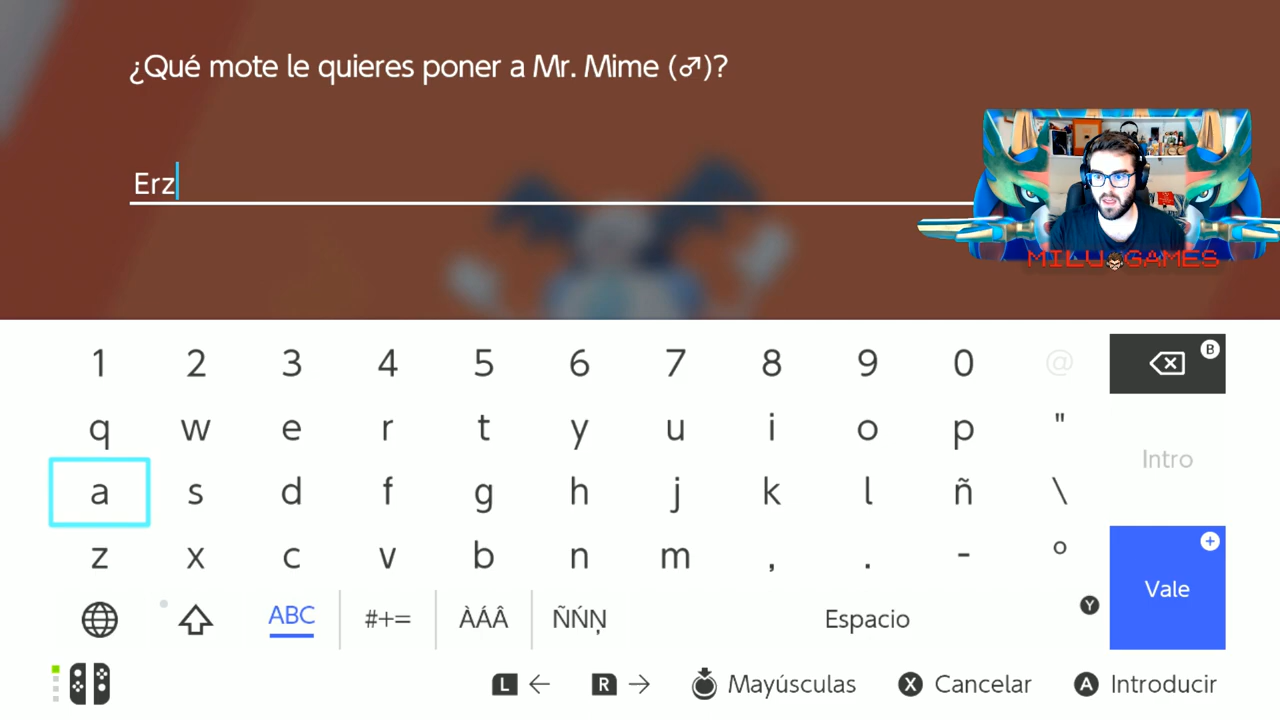 ¿Qué mote le quieres poner a Mr. Mime (♂)?
Erz
MILU GAMES
1 2 3 4 5 6 7 8 9 0 @ B
q w e r t y u i o p "
Intro
a s d f g h j k l ñ \
z x c v b n m , . - º
+
Vale
ABC #+= ÀÁÂ ÑŃŅ Espacio Y
L ← R → Mayúsculas X Cancelar A Introducir